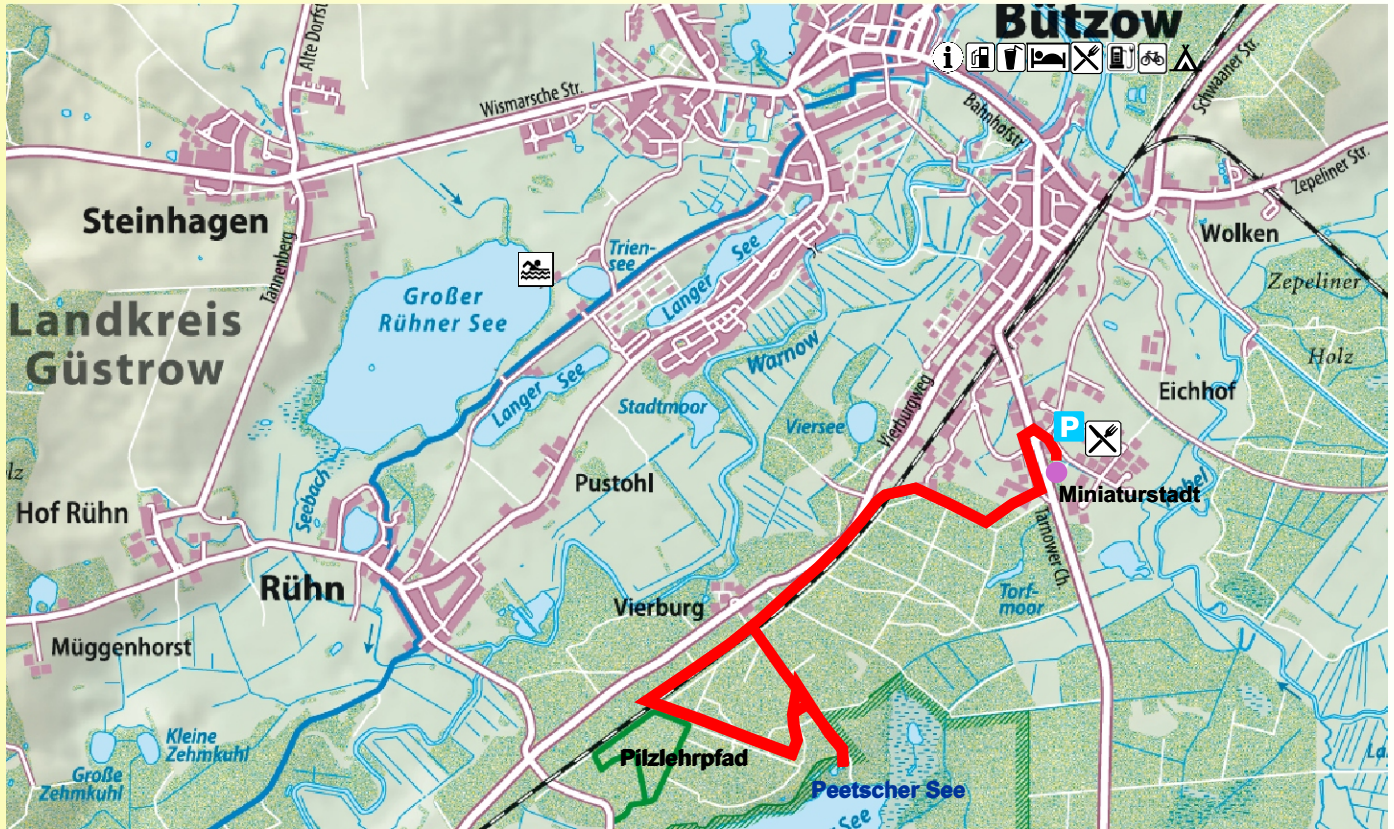 Bützow
i
Alte Dorfst
Wismarsche Str.
Schwaaner Str.
Bahnhofstr.
Zepeliner Str.
Steinhagen
Wolken
Tannenberg
Trien-
see
Langer
See
Zepeliner
Holz
Großer
Rühner See
Landkreis
Güstrow
Warnow
Langer
See
Stadtmoor
Viersee
Vierburgweg
Eichhof
P
Miniaturstadt
Hof Rühn
Seebach
Pustohl
Tarnower Ch.
Rühn
Vierburg
Torf-
moor
Müggenhorst
Kleine
Zehmkuhl
Große
Zehmkuhl
Pilzlehrpfad
Peetscher See
See